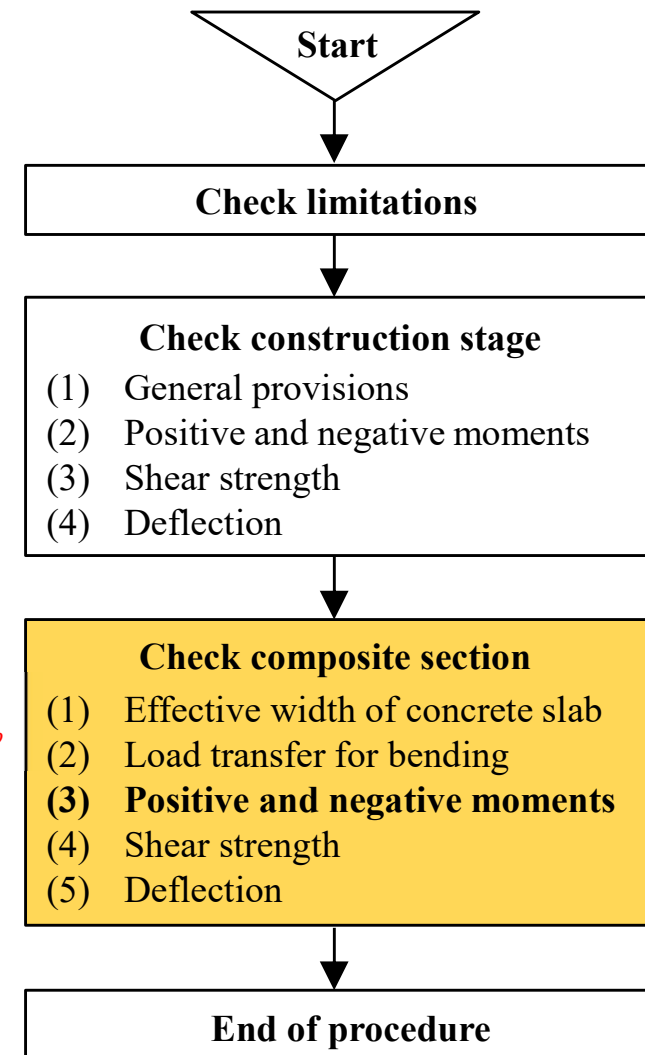 Start
Check limitations
Check construction stage
(1) General provisions
(2) Positive and negative moments
(3) Shear strength
(4) Deflection
Check composite section
(1) Effective width of concrete slab
(2) Load transfer for bending
(3) Positive and negative moments
(4) Shear strength
(5) Deflection
End of procedure